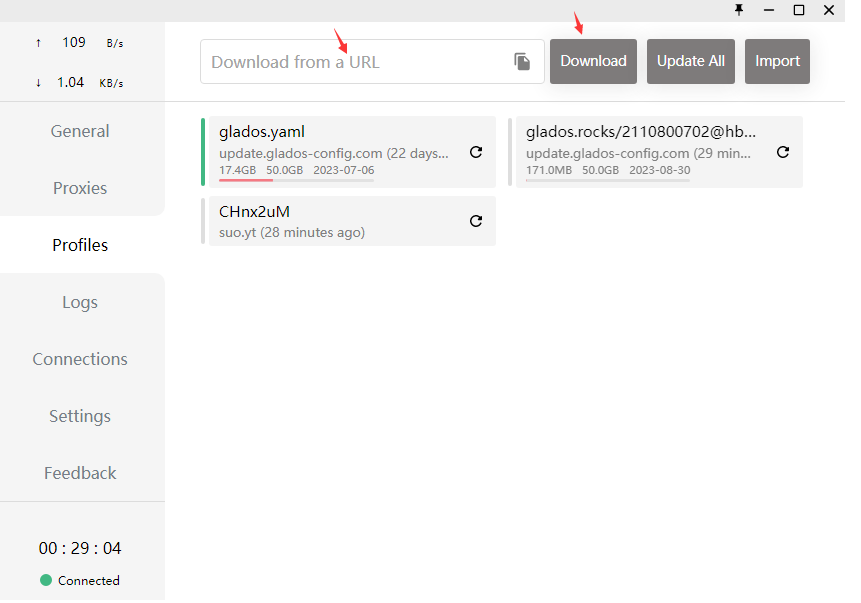 ↑ 109 B/s
↓ 1.04 KB/s
General
Proxies
Profiles
Logs
Connections
Settings
Feedback
00 : 29 : 04
Connected
Download from a URL
Download
Update All
Import
glados.yaml
update.glados-config.com (22 days...
17.4GB 50.0GB 2023-07-06
glados.rocks/2110800702@hb...
update.glados-config.com (29 min...
171.0MB 50.0GB 2023-08-30
CHnx2uM
suo.yt (28 minutes ago)